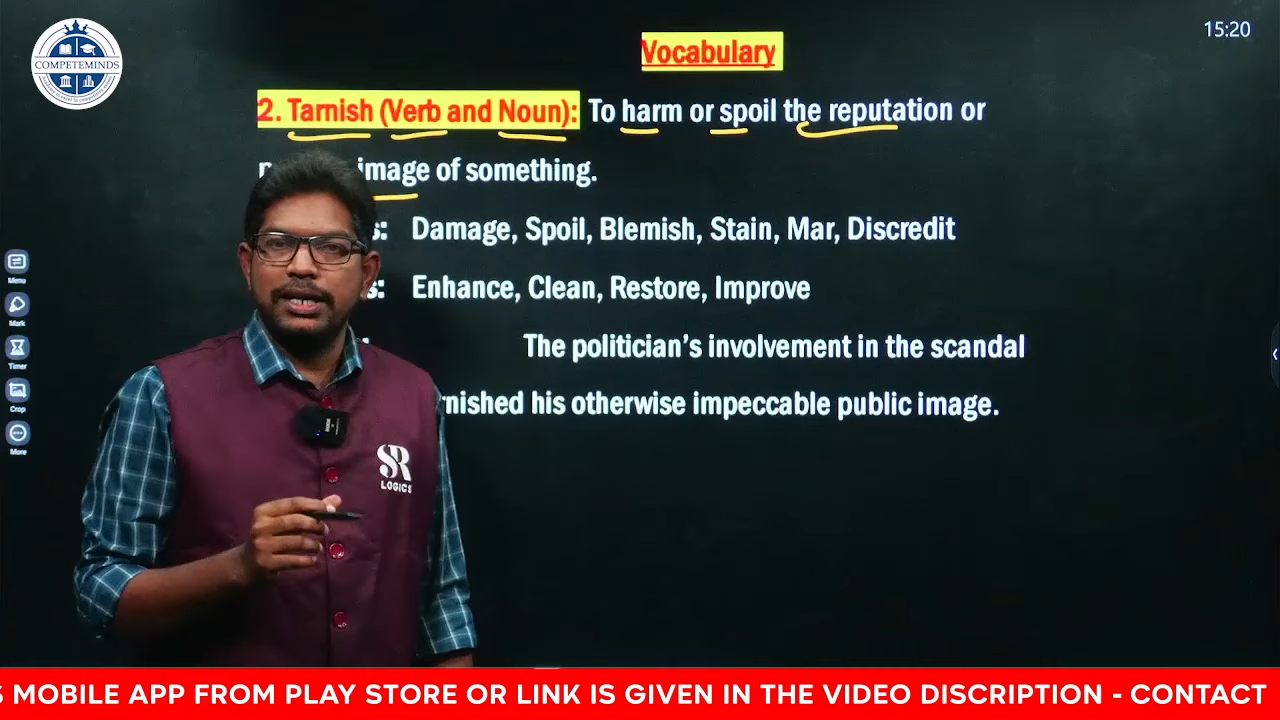 COMPETEMINDS
15:20
Vocabulary
2. Tarnish (Verb and Noun): To harm or spoil the reputation or
image of something.
Damage, Spoil, Blemish, Stain, Mar, Discredit
Enhance, Clean, Restore, Improve
The politician's involvement in the scandal
rnished his otherwise impeccable public image.
Menu
Mark
Timer
Crop
More
SR
LOGICS
S MOBILE APP FROM PLAY STORE OR LINK IS GIVEN IN THE VIDEO DISCRIPTION - CONTACT